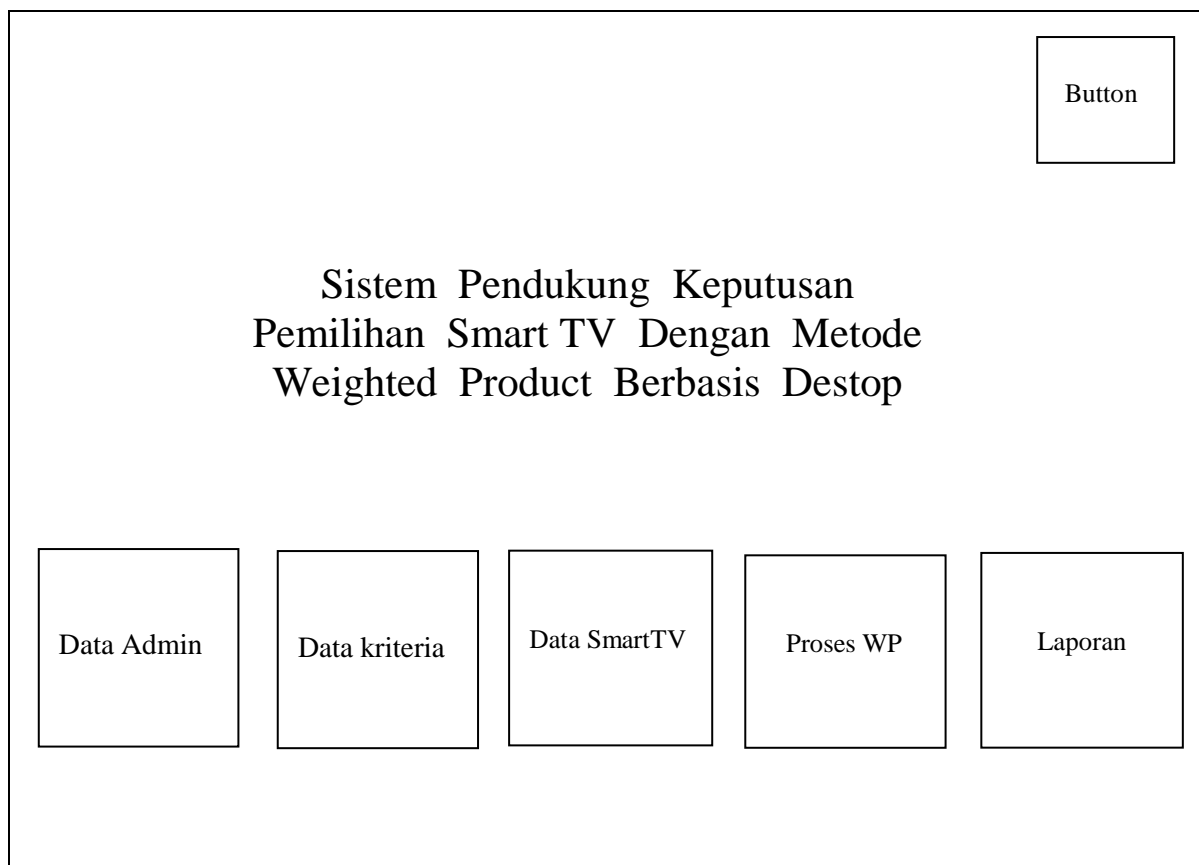 Button
Sistem Pendukung Keputusan
Pemilihan Smart TV Dengan Metode
Weighted Product Berbasis Destop
Data Admin
Data kriteria
Data SmartTV
Proses WP
Laporan